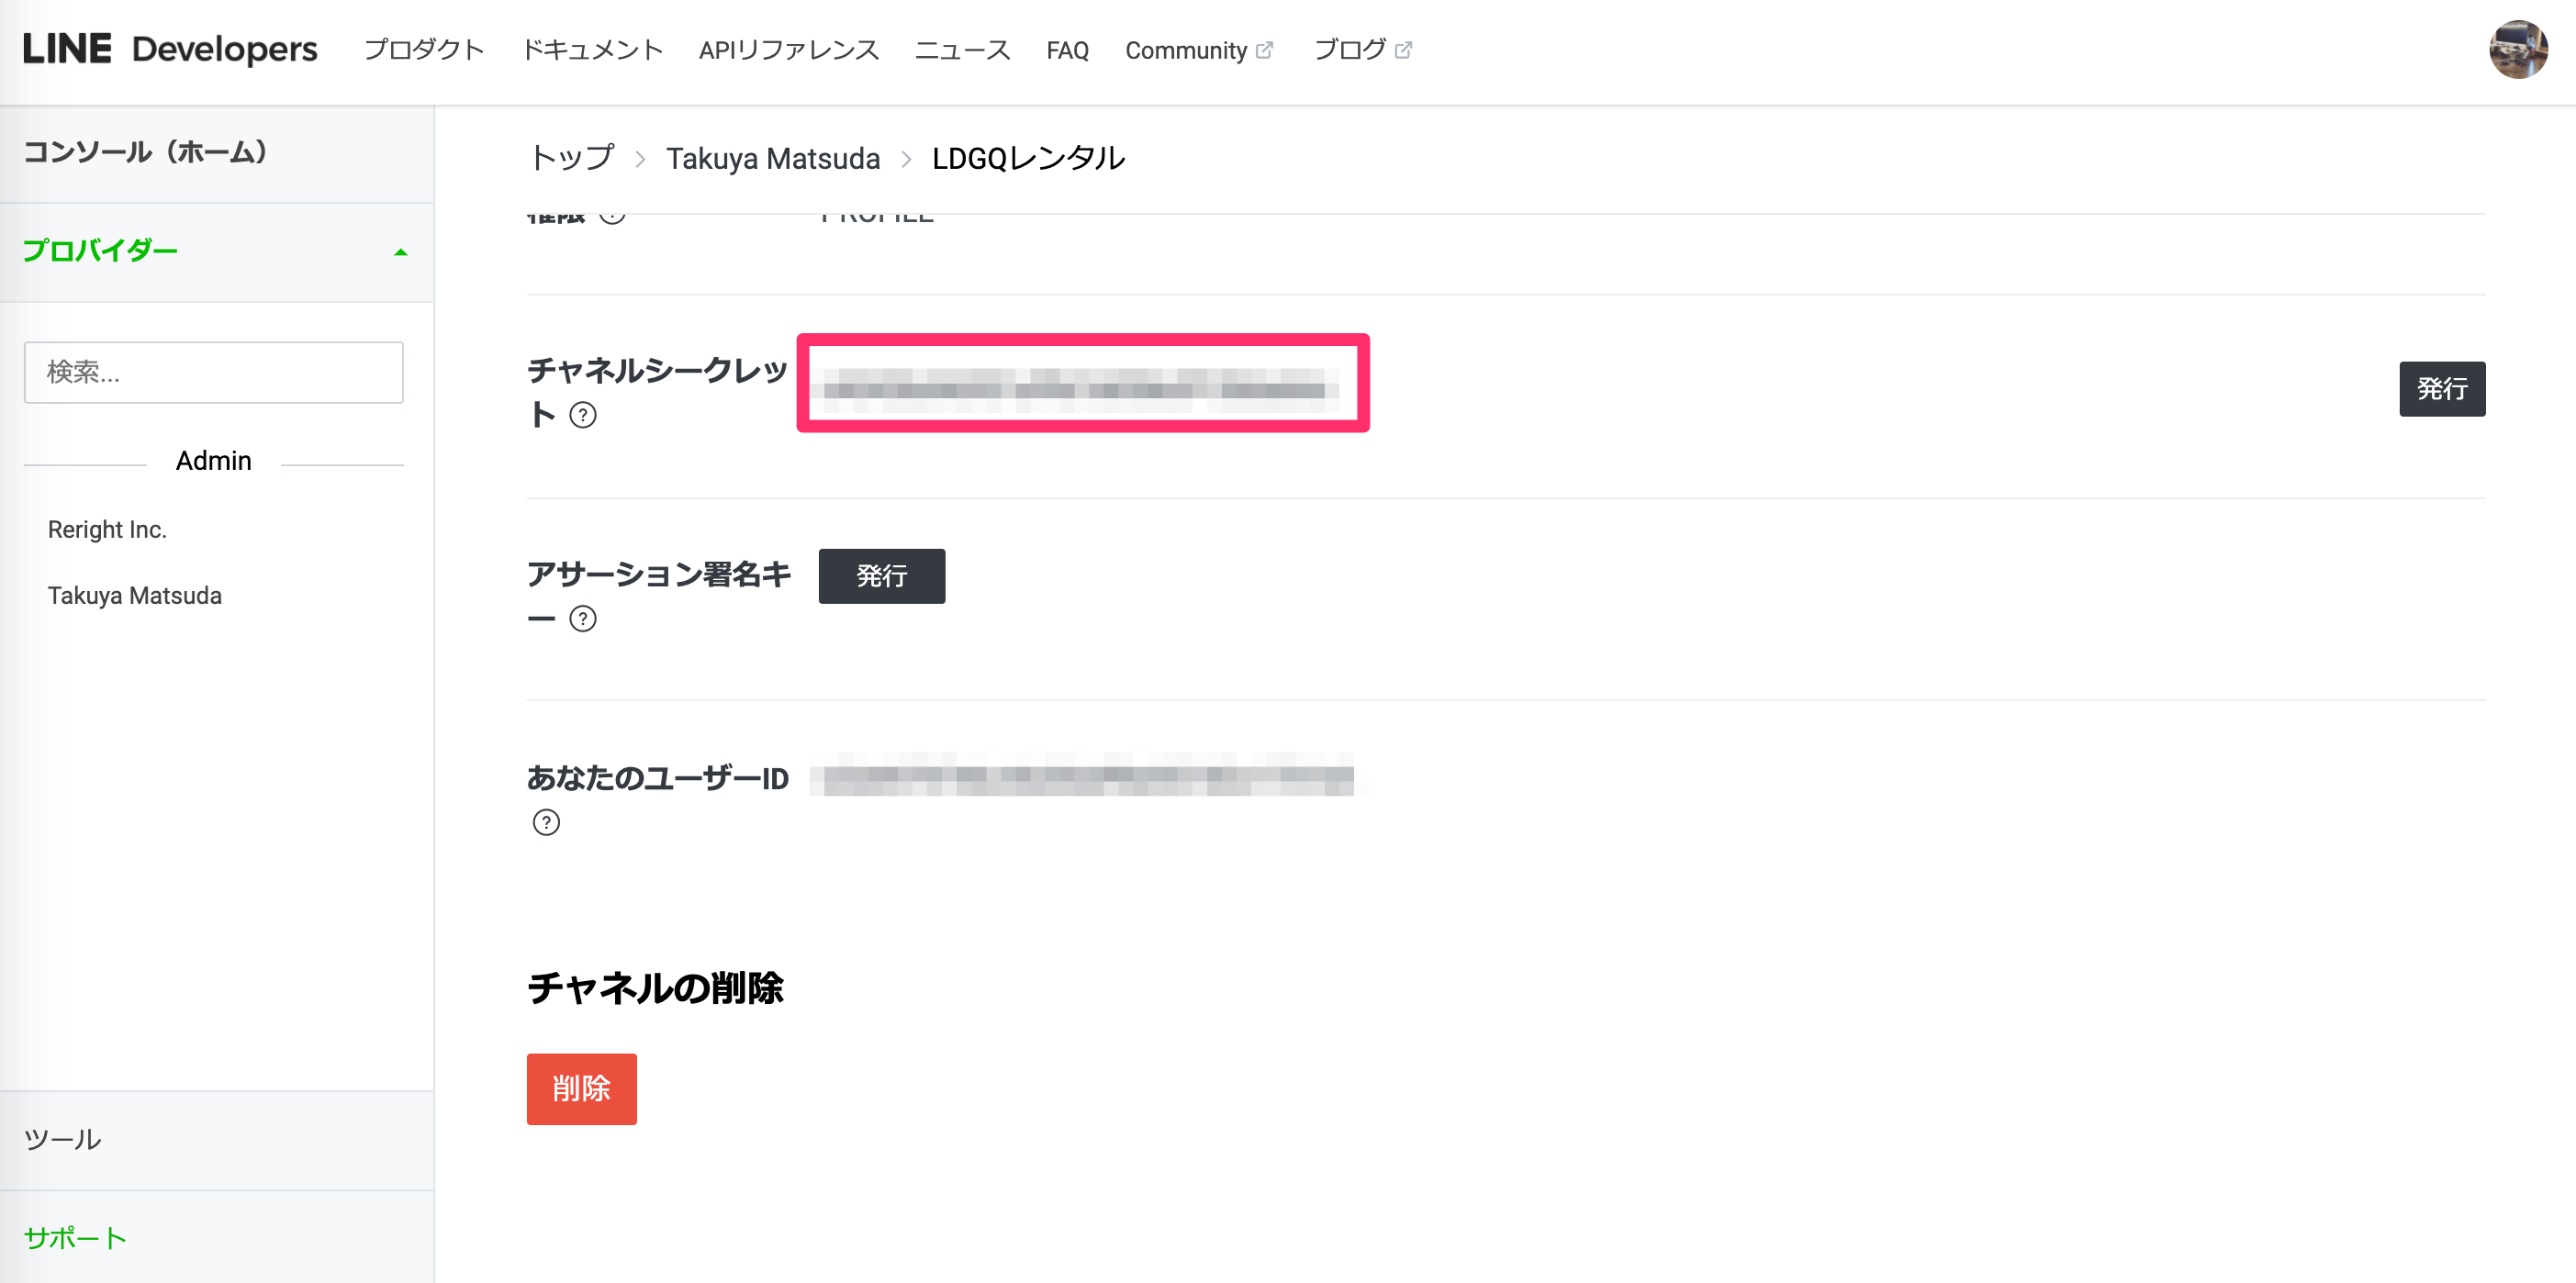 LINE Developers プロダクト ドキュメント APIリファレンス ニュース FAQ Community ブログ
コンソール（ホーム）
プロバイダー
検索...
Admin
Reright Inc.
Takuya Matsuda
ツール
サポート
トップ > Takuya Matsuda > LDGQレンタル
権限 ? PROFILE
チャネルシークレッ
ト ?
発行
アサーション署名キ
ー ?
発行
あなたのユーザーID
?
チャネルの削除
削除